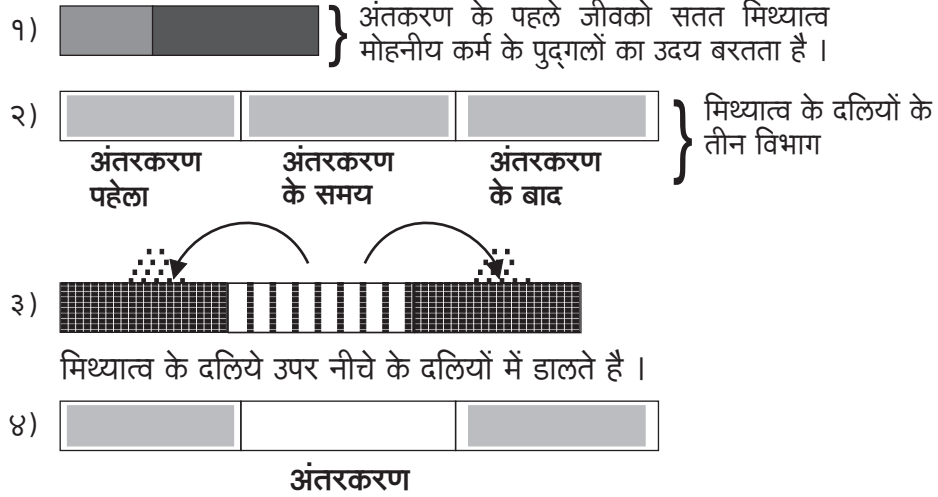 १) अंतकरण के पहले जीवको सतत मिथ्यात्व
मोहनीय कर्म के पुद्गलों का उदय बरतता है ।
२) मिथ्यात्व के दलियों के
तीन विभाग
अंतरकरण अंतरकरण अंतरकरण
पहेला के समय के बाद
३)
मिथ्यात्व के दलिये उपर नीचे के दलियों में डालते है ।
४)
अंतरकरण